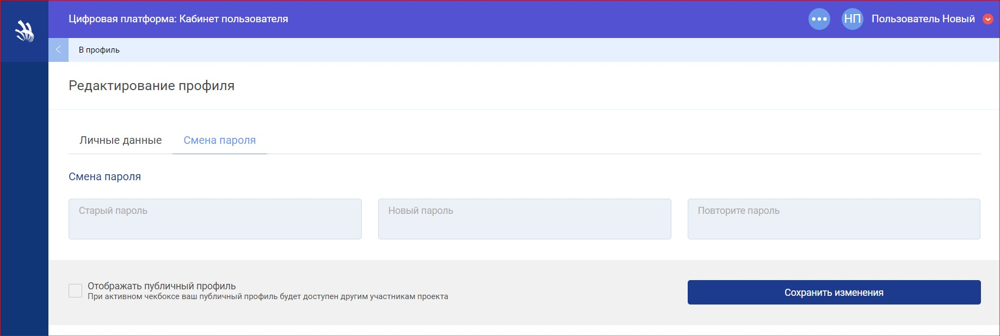 Цифровая платформа: Кабинет пользователя
НП Пользователь Новый
В профиль
Редактирование профиля
Личные данные Смена пароля
Смена пароля
Старый пароль Новый пароль Повторите пароль
Отображать публичный профиль
При активном чекбоксе ваш публичный профиль будет доступен другим участникам проекта
Сохранить изменения